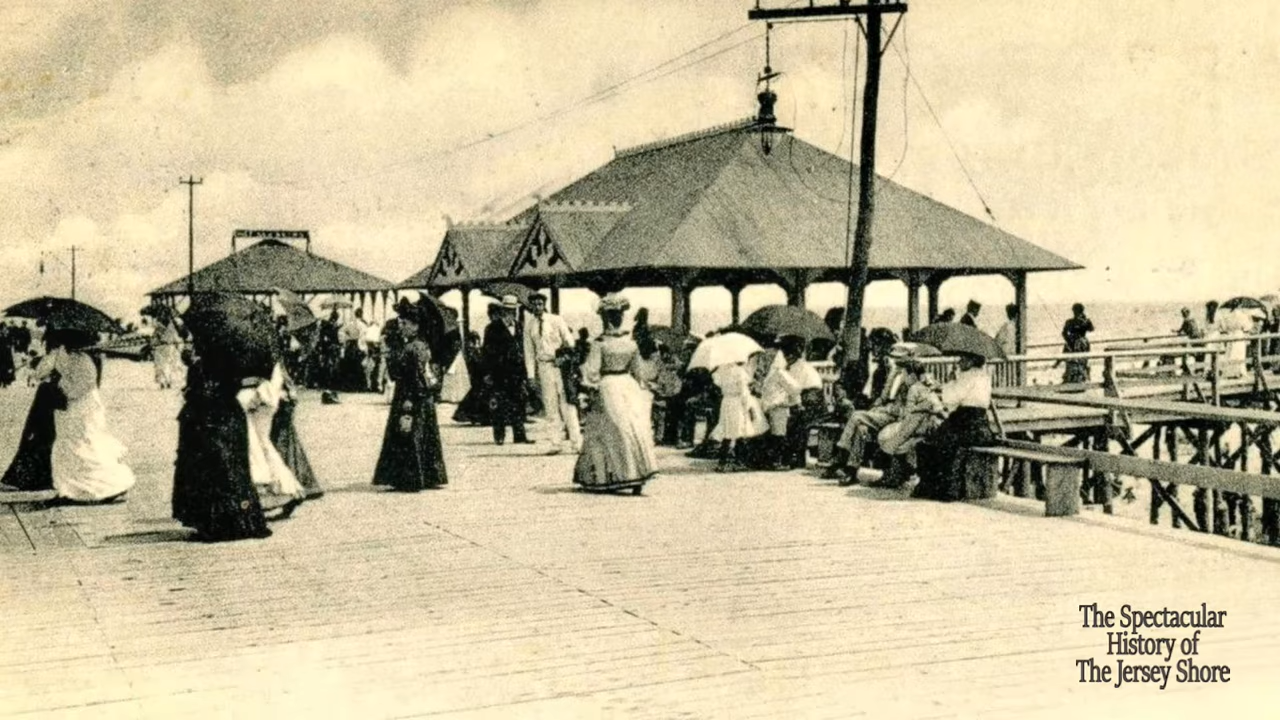 The Spectacular
History of
The Jersey Shore